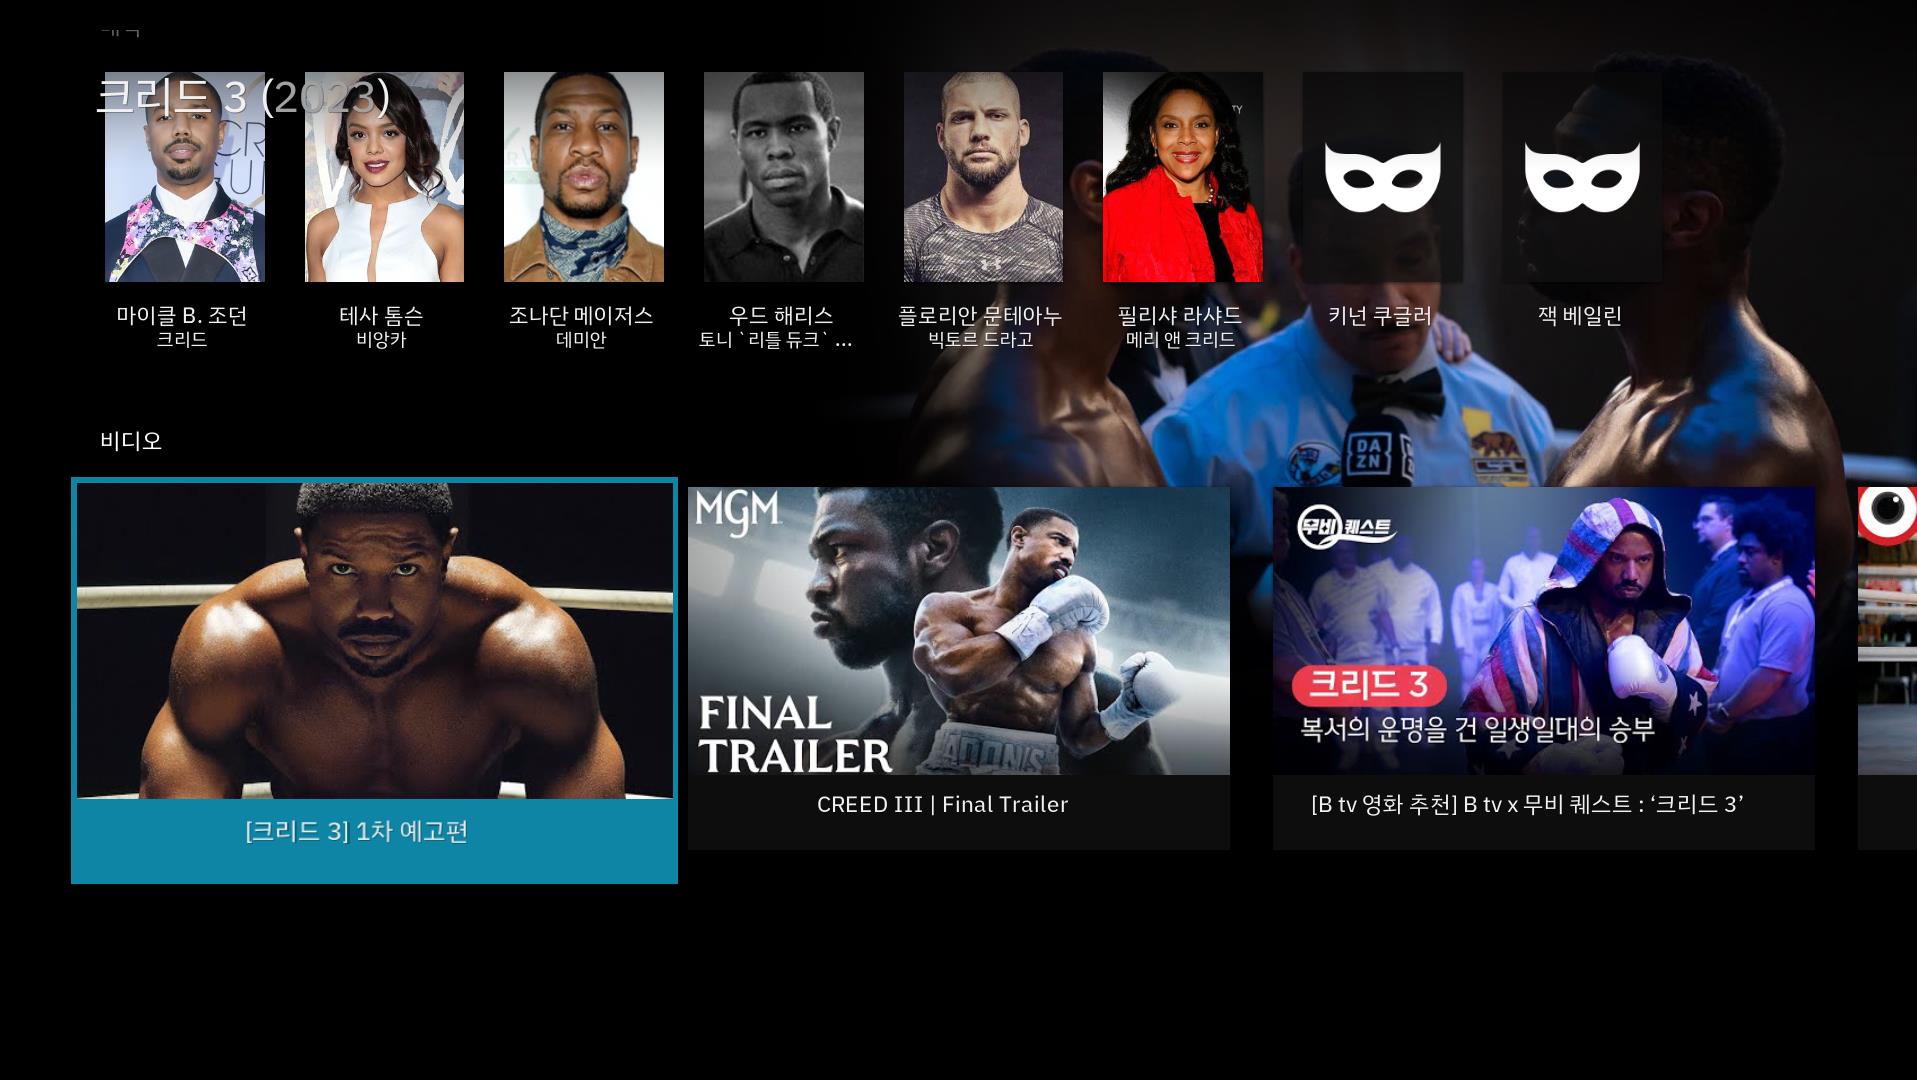 크리드 3 (2023)
마이클 B. 조던
크리드
테사 톰슨
비앙카
조나단 메이저스
데미안
우드 해리스
토니 `리틀 듀크` ...
플로리안 문테아누
빅토르 드라고
필리샤 라샤드
메리 앤 크리드
키넌 쿠글러
잭 베일린
DA
ZN
비디오
[크리드 3] 1차 예고편
MGM
FINAL
TRAILER
ADONIS
CREED III | Final Trailer
무비 퀘스트
크리드 3
복서의 운명을 건 일생일대의 승부
[B tv 영화 추천] B tv x 무비 퀘스트 : ‘크리드 3’